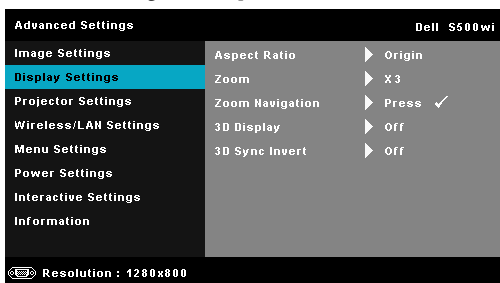 Advanced Settings Dell S500wi
Image Settings Aspect Ratio Origin
Display Settings Zoom X3
Projector Settings Zoom Navigation Press
Wireless/LAN Settings 3D Display Off
Menu Settings 3D Sync Invert Off
Power Settings
Interactive Settings
Information
Resolution : 1280x800